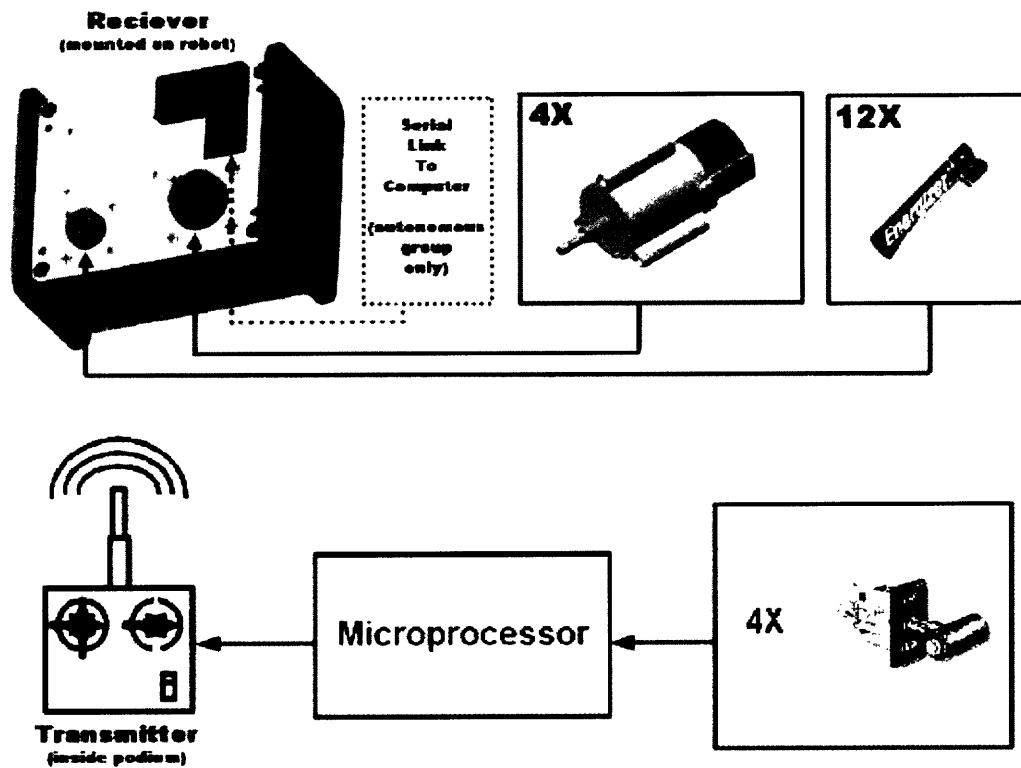 Reciever
(mounted on robot)
Serial
Link
To
Computer
(autonomous
group
only)
4X
12X
Energizer
Microprocessor
4X
Transmitter
(inside podium)